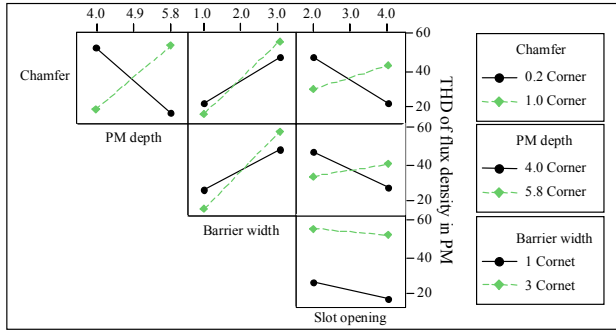 4.0 4.9 5.8 1.0 2.0 3.0 2.0 3.0 4.0
60
Chamfer
40
20
PM depth
60
40
20
Barrier width
60
40
20
Slot opening
THD of flux density in PM
Chamfer
0.2 Corner
1.0 Corner
PM depth
4.0 Corner
5.8 Corner
Barrier width
1 Cornet
3 Cornet